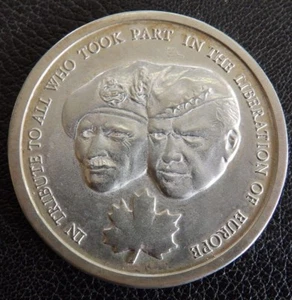 IN TRIBUTE TO ALL WHO TOOK PART IN THE LIBERATION OF EUROPE